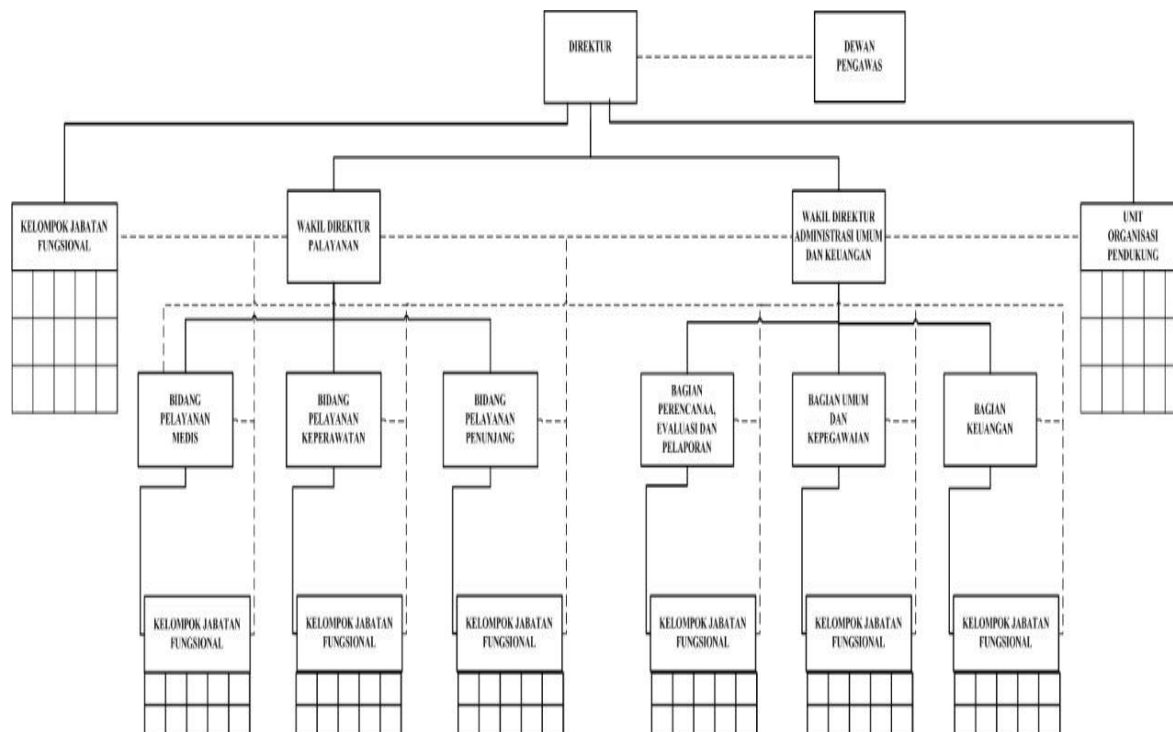 DIREKTUR
DEWAN
PENGAWAS
KELOMPOK JABATAN
FUNGSIONAL
WAKIL DIREKTUR
PALAYANAN
WAKIL DIREKTUR
ADMINISTRASI UMUM
DAN KEUANGAN
UNIT
ORGANISASI
PENDUKUNG
BIDANG
PELAYANAN
MEDIS
BIDANG
PELAYANAN
KEPERAWATAN
BIDANG
PELAYANAN
PENUNJANG
BAGIAN
PERENCANAA,
EVALUASI DAN
PELAPORAN
BAGIAN UMUM
DAN
KEPEGAWAIAN
BAGIAN
KEUANGAN
KELOMPOK JABATAN
FUNGSIONAL
KELOMPOK JABATAN
FUNGSIONAL
KELOMPOK JABATAN
FUNGSIONAL
KELOMPOK JABATAN
FUNGSIONAL
KELOMPOK JABATAN
FUNGSIONAL
KELOMPOK JABATAN
FUNGSIONAL